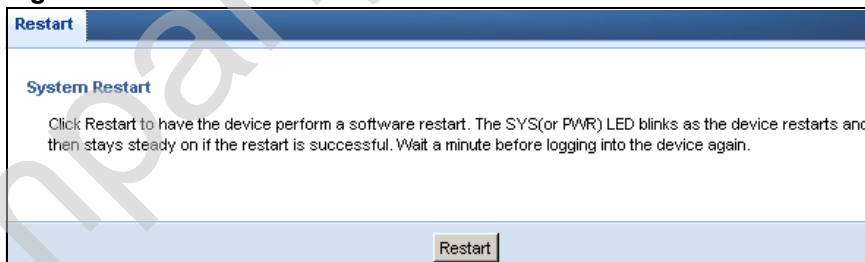 Restart
System Restart
Click Restart to have the device perform a software restart. The SYS(or PWR) LED blinks as the device restarts and
then stays steady on if the restart is successful. Wait a minute before logging into the device again.
Restart